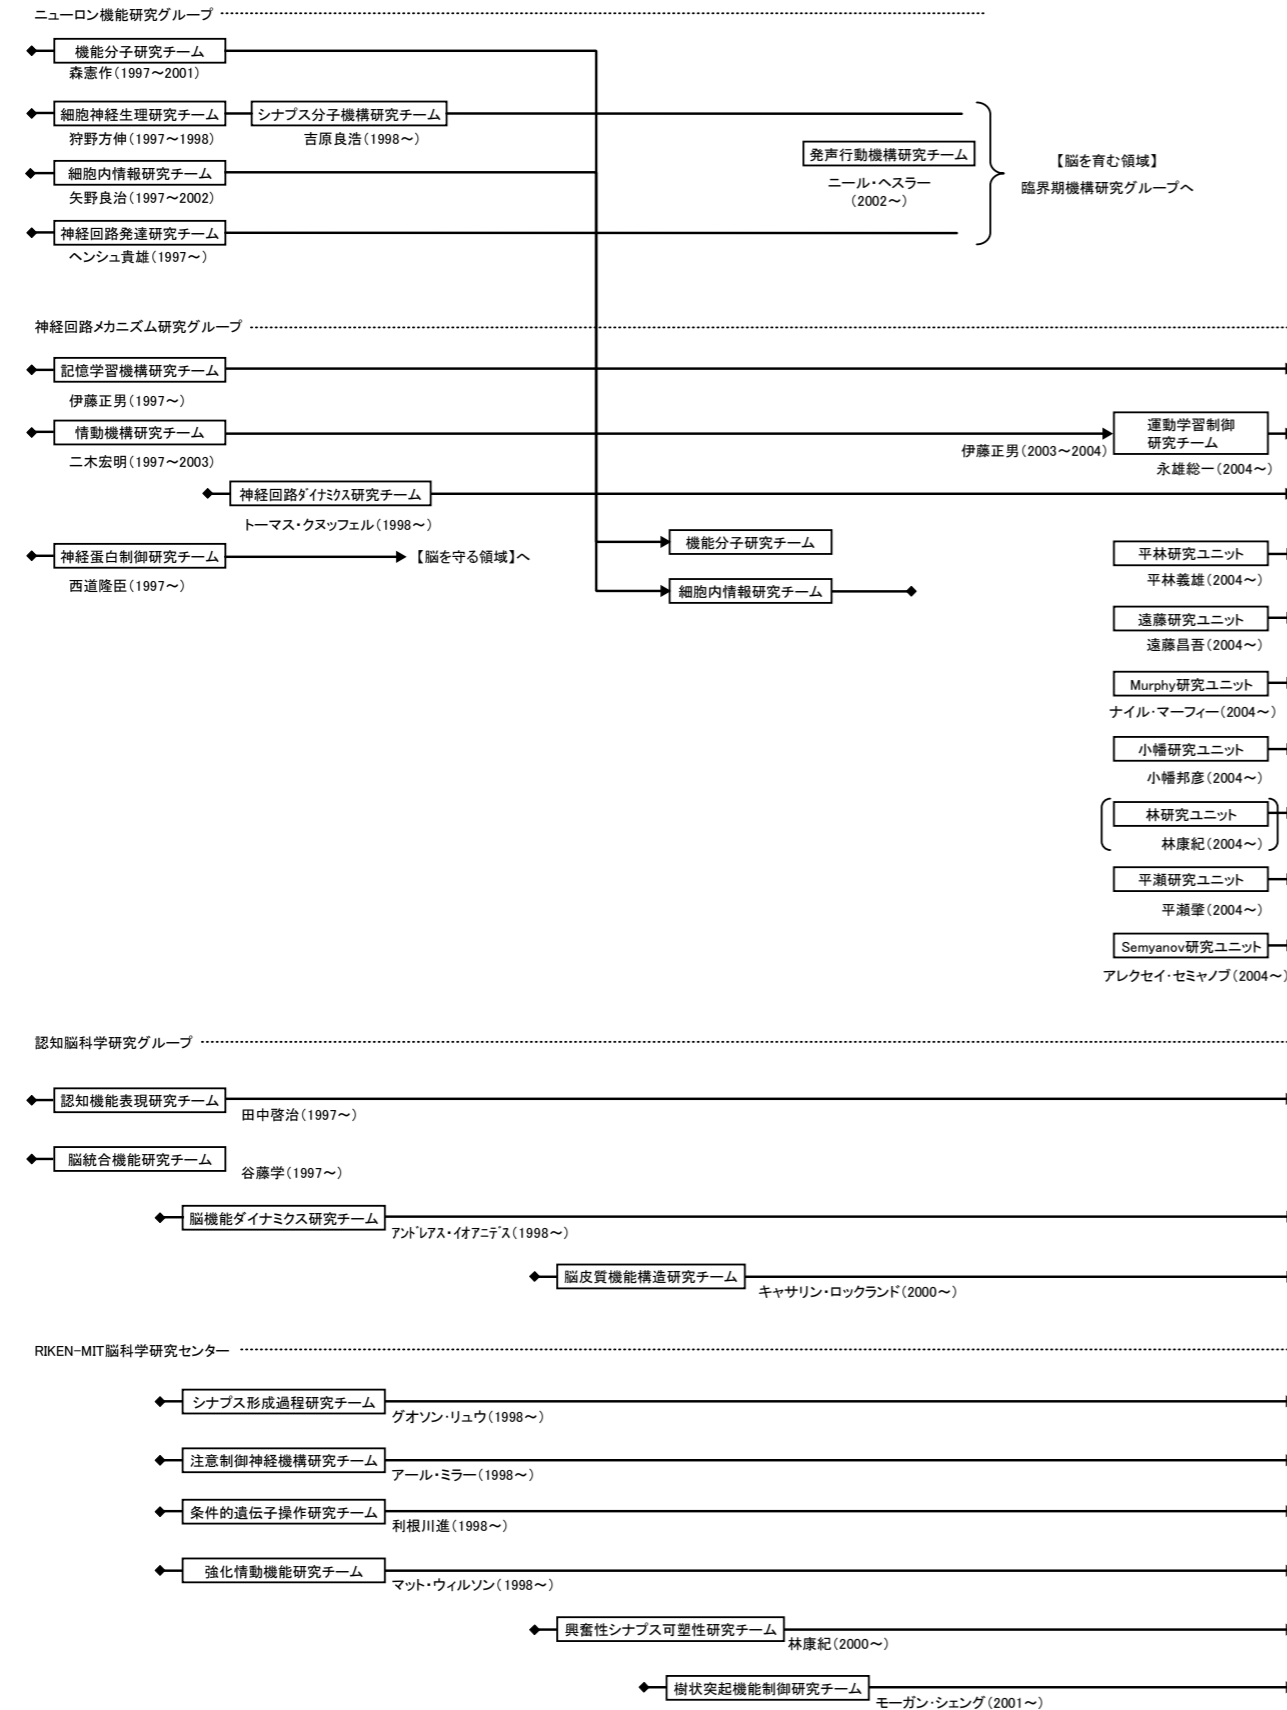 ニューロン機能研究グループ
機能分子研究チーム
森憲作(1997～2001)
細胞神経生理研究チーム
シナプス分子機構研究チーム
狩野方伸(1997～1998)
吉原良浩(1998～)
発声行動機構研究チーム
ニール・ヘスラー
(2002～)
【脳を育む領域】
臨界期機構研究グループへ
細胞内情報研究チーム
矢野良治(1997～2002)
神経回路発達研究チーム
ヘンシュ貴雄(1997～)
神経回路メカニズム研究グループ
記憶学習機構研究チーム
伊藤正男(1997～)
情動機構研究チーム
二木宏明(1997～2003)
伊藤正男(2003～2004)
運動学習制御
研究チーム
永雄総一(2004～)
神経回路ダイナミクス研究チーム
トーマス・クヌッフェル(1998～)
神経蛋白制御研究チーム
【脳を守る領域】へ
西道隆臣(1997～)
機能分子研究チーム
細胞内情報研究チーム
平林研究ユニット
平林義雄(2004～)
遠藤研究ユニット
遠藤昌吾(2004～)
Murphy研究ユニット
ナイル・マーフィー(2004～)
小幡研究ユニット
小幡邦彦(2004～)
林研究ユニット
林康紀(2004～)
平瀬研究ユニット
平瀬肇(2004～)
Semyanov研究ユニット
アレクセイ・セミャノブ(2004～)
認知脳科学研究グループ
認知機能表現研究チーム
田中啓治(1997～)
脳統合機能研究チーム
谷藤学(1997～)
脳機能ダイナミクス研究チーム
アンドレアス・イオアニデス(1998～)
脳皮質機能構造研究チーム
キャサリン・ロックランド(2000～)
RIKEN-MIT脳科学研究センター
シナプス形成過程研究チーム
グオソン・リュウ(1998～)
注意制御神経機構研究チーム
アール・ミラー(1998～)
条件的遺伝子操作研究チーム
利根川進(1998～)
強化情動機能研究チーム
マット・ウィルソン(1998～)
興奮性シナプス可塑性研究チーム
林康紀(2000～)
樹状突起機能制御研究チーム
モーガン・シェング(2001～)